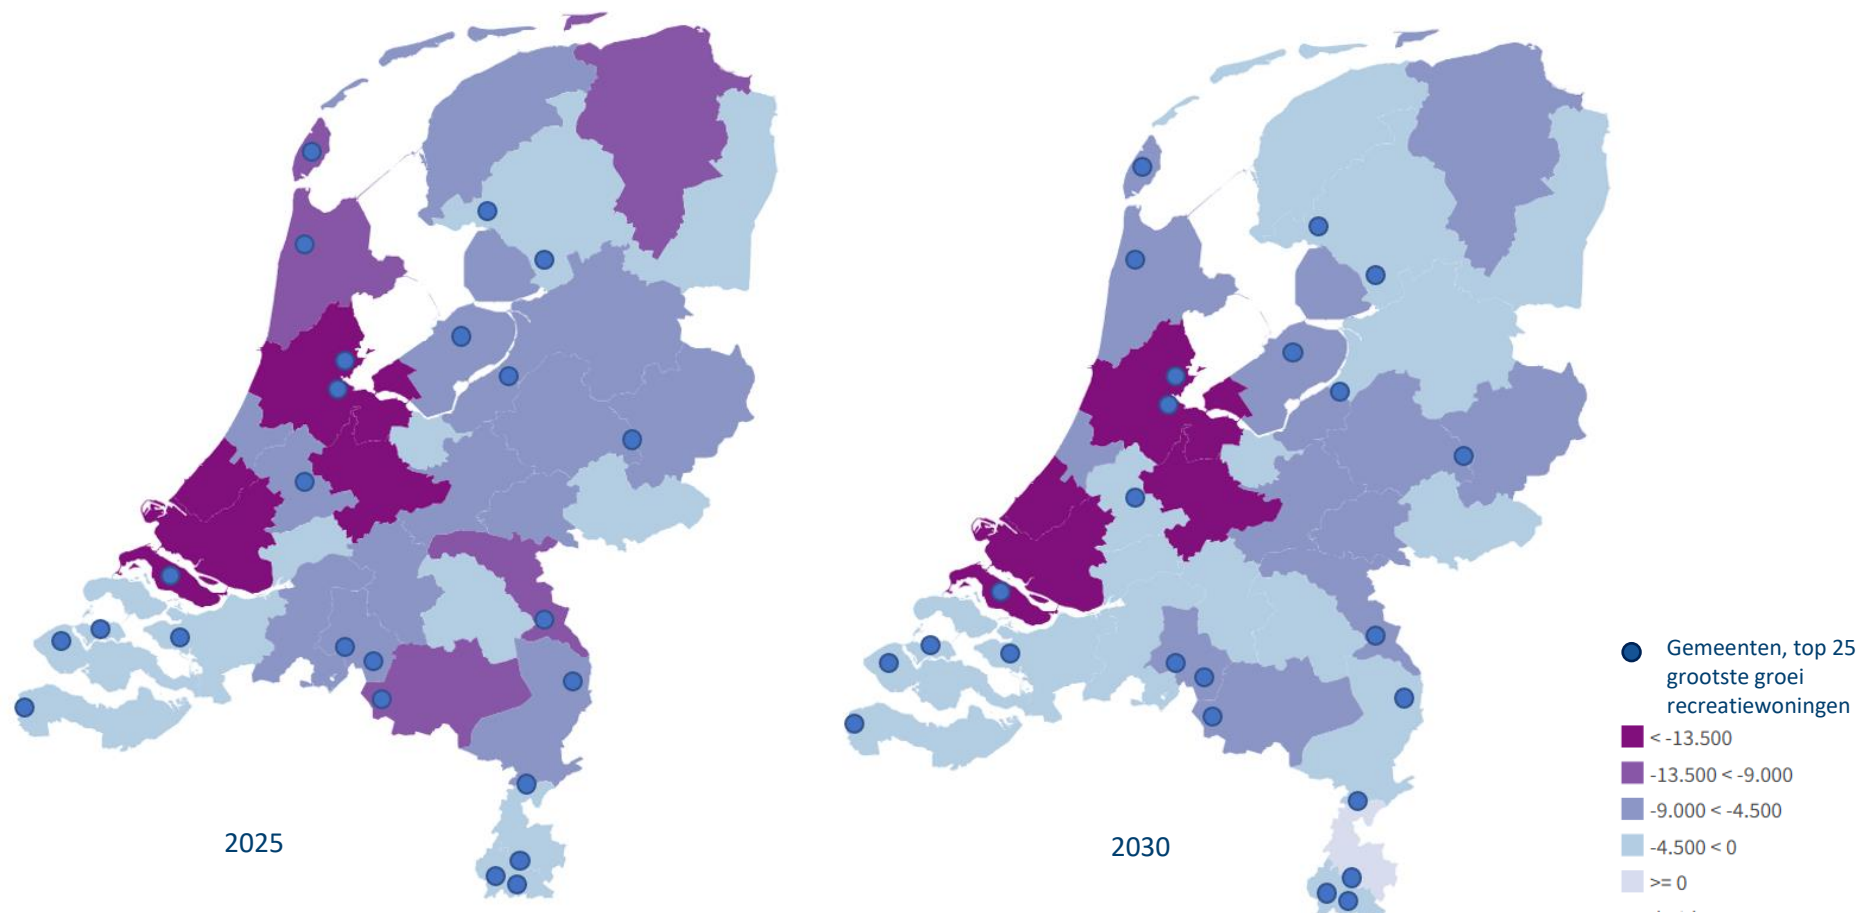 2025
2030
Gemeenten, top 25
grootste groei
recreatiewoningen
< -13.500
-13.500 < -9.000
-9.000 < -4.500
-4.500 < 0
>= 0